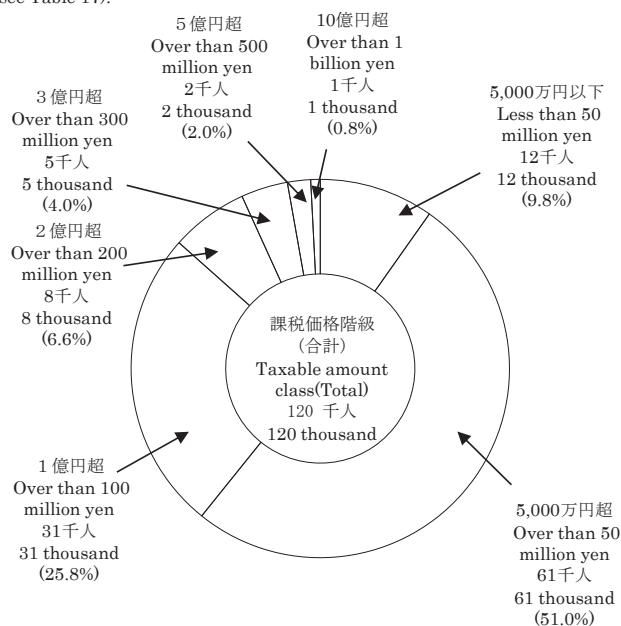 see Table 17).
5億円超
Over than 500
million yen
2千人
2 thousand
(2.0%)
10億円超
Over than 1
billion yen
1千人
1 thousand
(0.8%)
5,000万円以下
Less than 50
million yen
12千人
12 thousand
(9.8%)
3億円超
Over than 300
million yen
5千人
5 thousand
(4.0%)
2億円超
Over than 200
million yen
8千人
8 thousand
(6.6%)
課税価格階級
(合計)
Taxable amount
class(Total)
120 千人
120 thousand
1億円超
Over than 100
million yen
31千人
31 thousand
(25.8%)
5,000万円超
Over than 50
million yen
61千人
61 thousand
(51.0%)